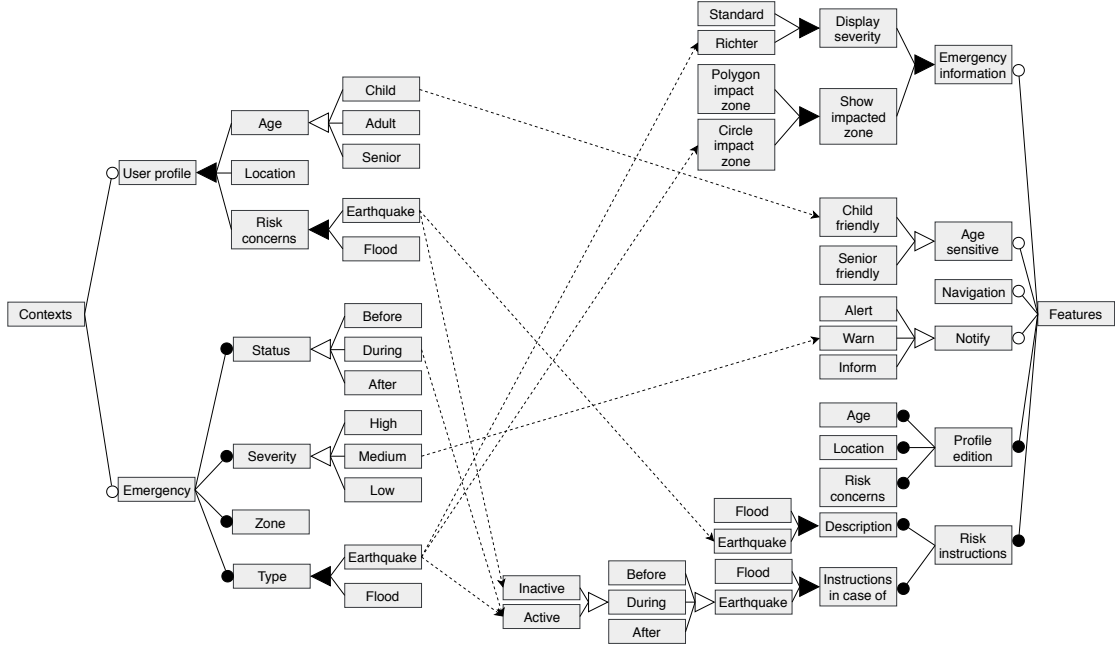 Contexts
User profile
Age
Child
Adult
Senior
Location
Risk
concerns
Earthquake
Flood
Emergency
Status
Before
During
After
Severity
High
Medium
Low
Zone
Type
Earthquake
Flood
Inactive
Active
Before
During
After
Flood
Earthquake
Instructions
in case of
Flood
Earthquake
Description
Risk
instructions
Age
Location
Risk
concerns
Profile
edition
Alert
Warn
Inform
Notify
Navigation
Child
friendly
Senior
friendly
Age
sensitive
Standard
Richter
Display
severity
Polygon
impact
zone
Circle
impact
zone
Show
impacted
zone
Emergency
information
Features